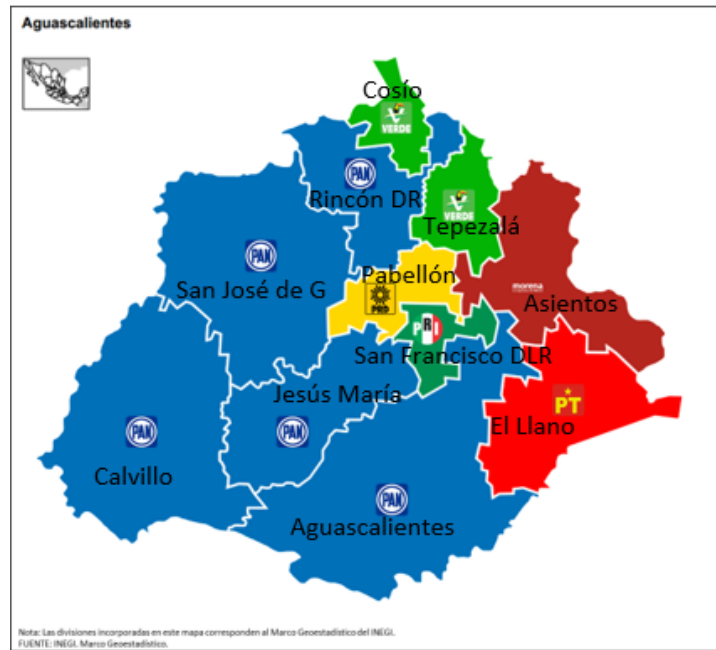 Aguascalientes
Cosío
VERDE
PAN
Rincón DR
VERDE
Tepezalá
PAN
San José de G
Pabellón
PRD
morena
Asientos
PRI
San Francisco DLR
Jesús María
PT
El Llano
PAN
PAN
Calvillo
PAN
Aguascalientes
Nota: Las divisiones incorporadas en este mapa corresponden al Marco Geoestadístico del INEGI.
FUENTE: INEGI. Marco Geoestadístico.